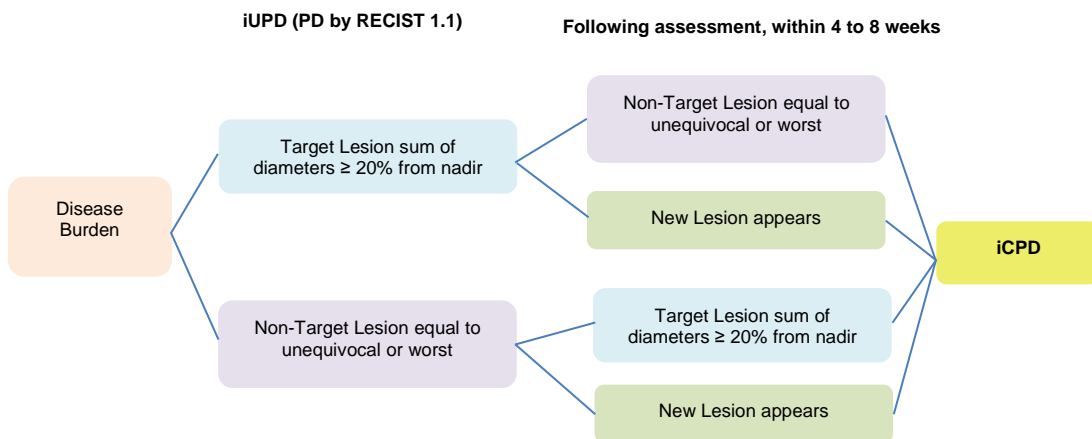 iUPD (PD by RECIST 1.1)
Following assessment, within 4 to 8 weeks
Disease
Burden
Target Lesion sum of
diameters ≥ 20% from nadir
Non-Target Lesion equal to
unequivocal or worst
Non-Target Lesion equal to
unequivocal or worst
New Lesion appears
Target Lesion sum of
diameters ≥ 20% from nadir
New Lesion appears
iCPD